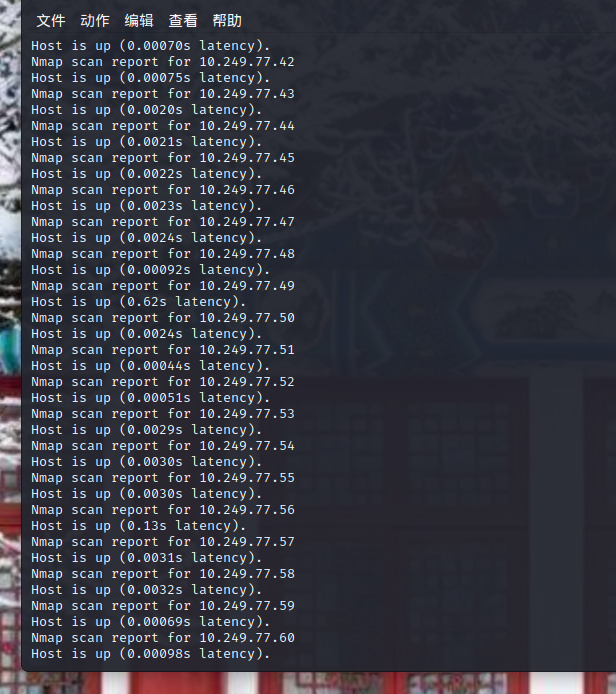 文件 动作 编辑 查看 帮助
Host is up (0.00070s latency).
Nmap scan report for 10.249.77.42
Host is up (0.00075s latency).
Nmap scan report for 10.249.77.43
Host is up (0.0020s latency).
Nmap scan report for 10.249.77.44
Host is up (0.0021s latency).
Nmap scan report for 10.249.77.45
Host is up (0.0022s latency).
Nmap scan report for 10.249.77.46
Host is up (0.0023s latency).
Nmap scan report for 10.249.77.47
Host is up (0.0024s latency).
Nmap scan report for 10.249.77.48
Host is up (0.00092s latency).
Nmap scan report for 10.249.77.49
Host is up (0.62s latency).
Nmap scan report for 10.249.77.50
Host is up (0.0024s latency).
Nmap scan report for 10.249.77.51
Host is up (0.00044s latency).
Nmap scan report for 10.249.77.52
Host is up (0.00051s latency).
Nmap scan report for 10.249.77.53
Host is up (0.0029s latency).
Nmap scan report for 10.249.77.54
Host is up (0.0030s latency).
Nmap scan report for 10.249.77.55
Host is up (0.0030s latency).
Nmap scan report for 10.249.77.56
Host is up (0.13s latency).
Nmap scan report for 10.249.77.57
Host is up (0.0031s latency).
Nmap scan report for 10.249.77.58
Host is up (0.0032s latency).
Nmap scan report for 10.249.77.59
Host is up (0.00069s latency).
Nmap scan report for 10.249.77.60
Host is up (0.00098s latency).